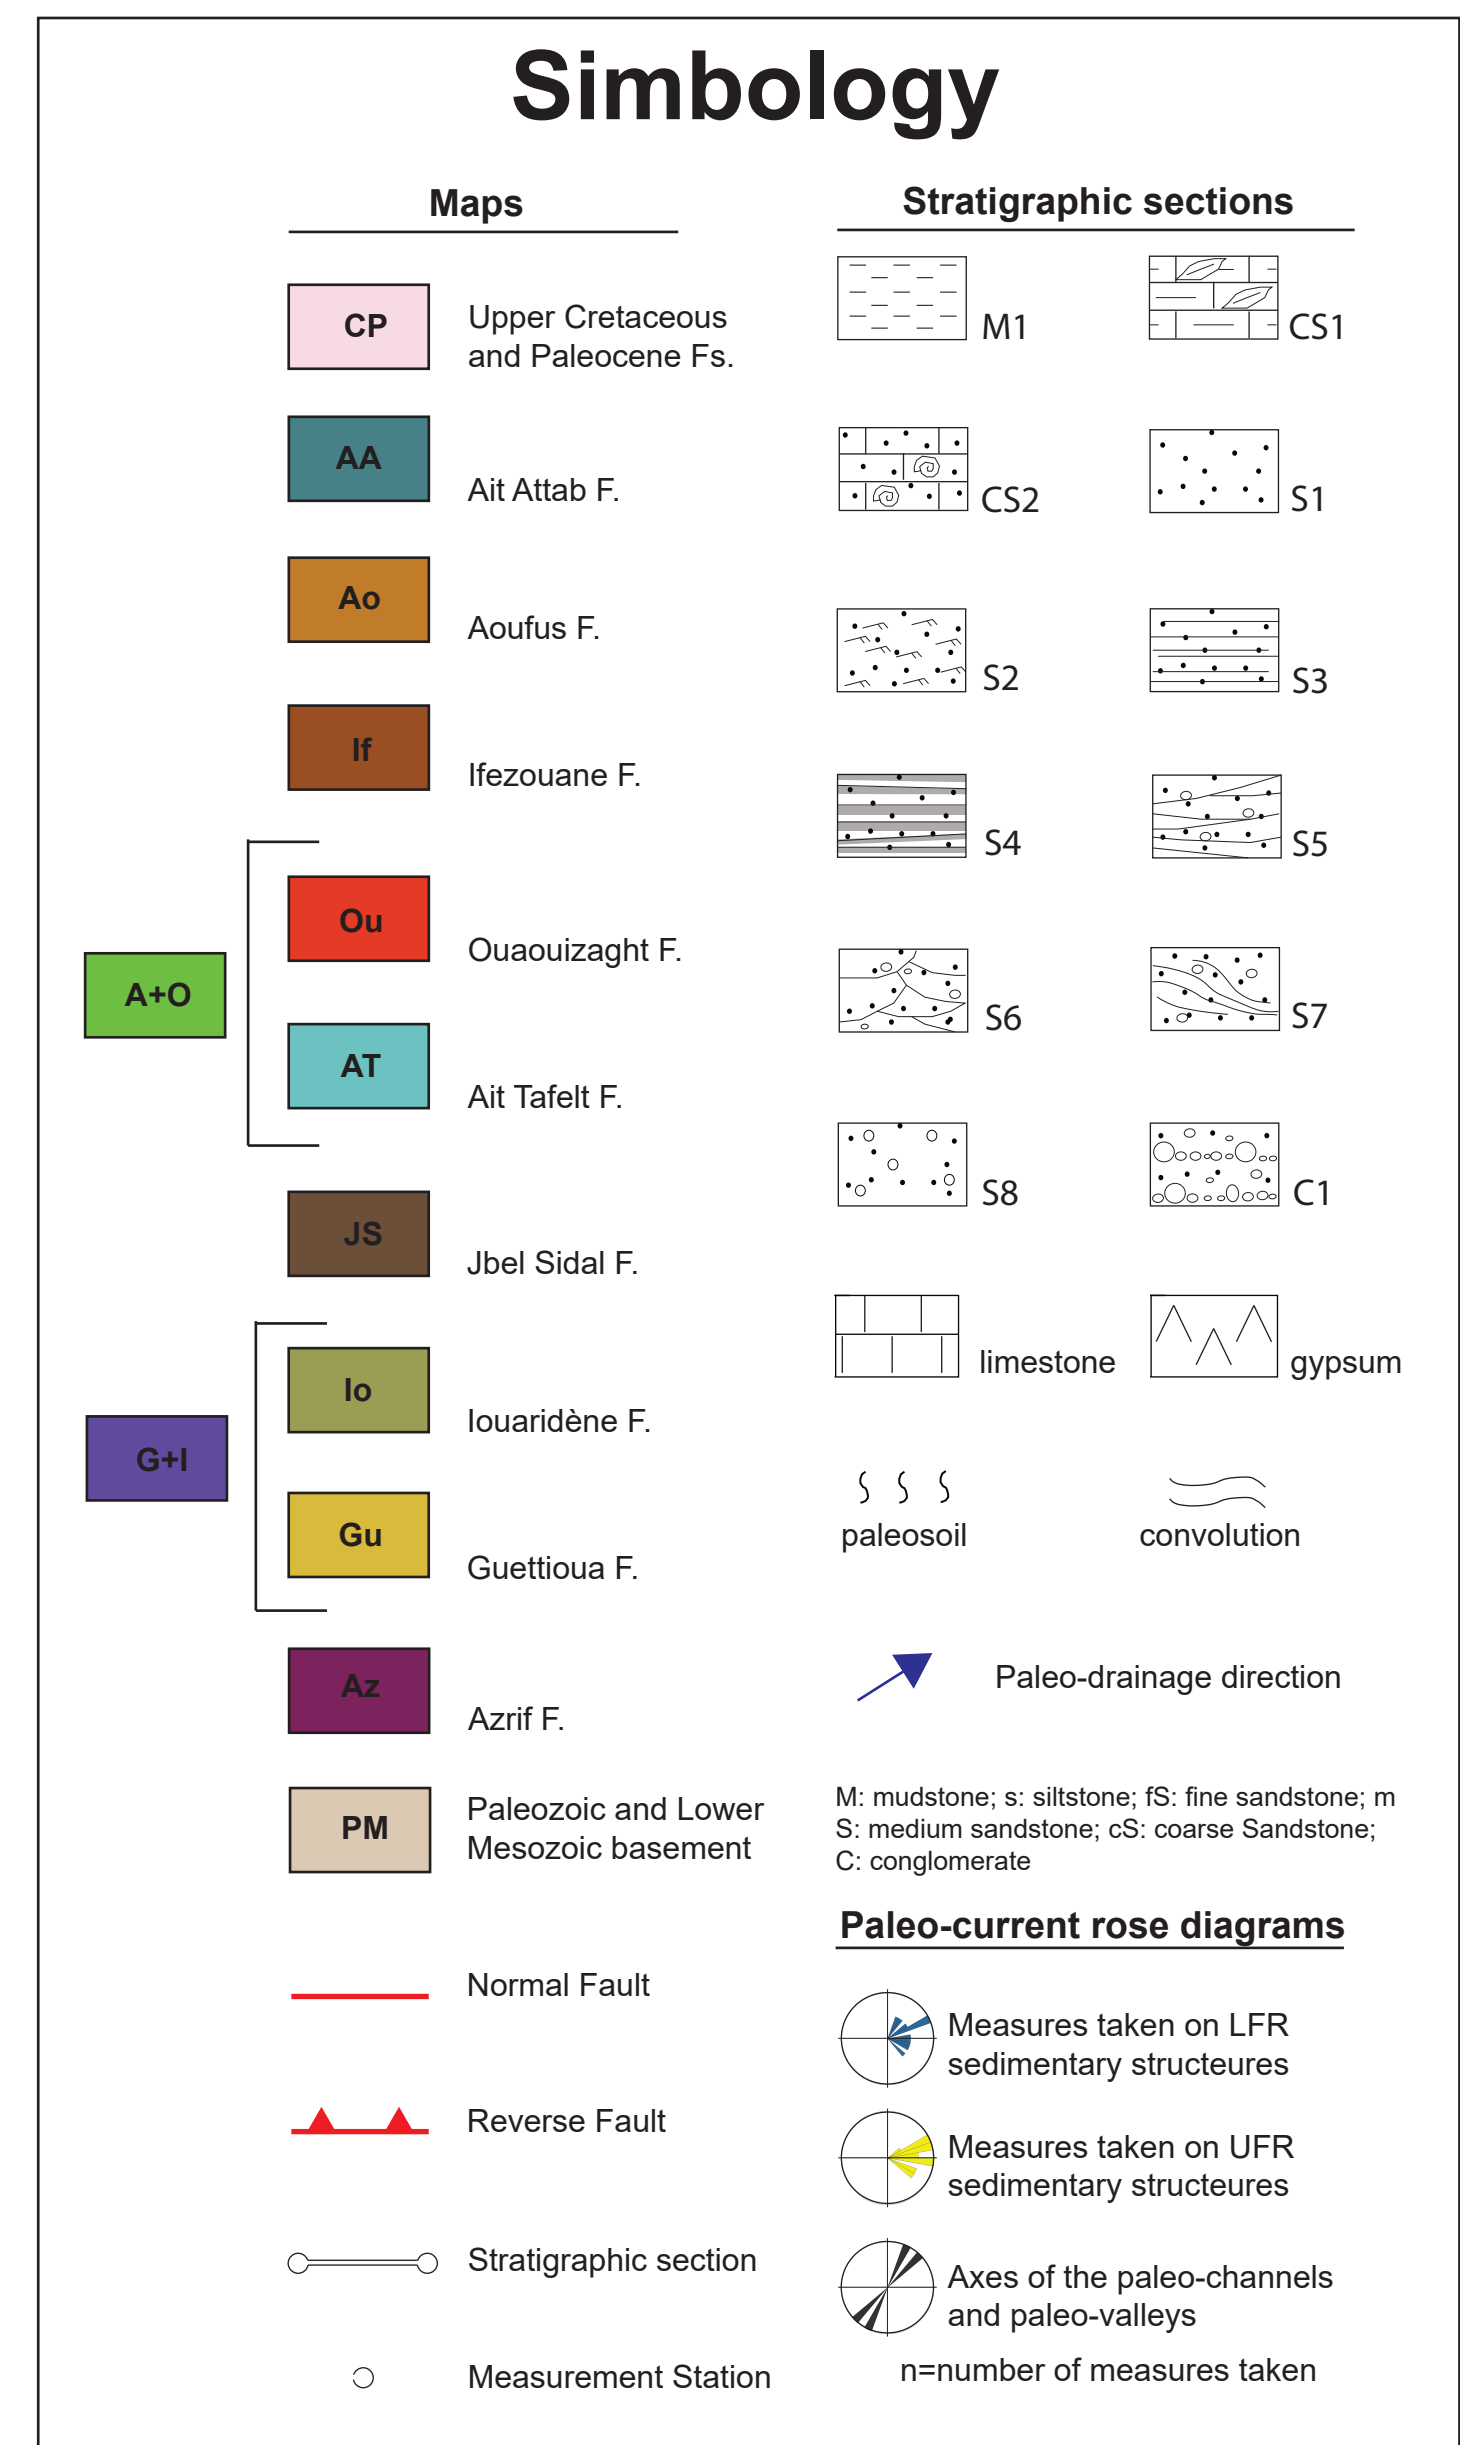 Simbology
Maps
CP
Upper Cretaceous
and Paleocene Fs.
AA
Ait Attab F.
Ao
Aoufus F.
If
Ifezouane F.
A+O
Ou
Ouaouizaght F.
AT
Ait Tafelt F.
JS
Jbel Sidal F.
G+I
Io
Iouaridène F.
Gu
Guettioua F.
Az
Azrif F.
PM
Paleozoic and Lower
Mesozoic basement
Normal Fault
Reverse Fault
Stratigraphic section
Measurement Station
Stratigraphic sections
M1
CS1
CS2
S1
S2
S3
S4
S5
S6
S7
S8
C1
limestone
gypsum
paleosoil
convolution
Paleo-drainage direction
M: mudstone; s: siltstone; fS: fine sandstone; m
S: medium sandstone; cS: coarse Sandstone;
C: conglomerate
Paleo-current rose diagrams
Measures taken on LFR
sedimentary structeures
Measures taken on UFR
sedimentary structeures
Axes of the paleo-channels
and paleo-valleys
n=number of measures taken